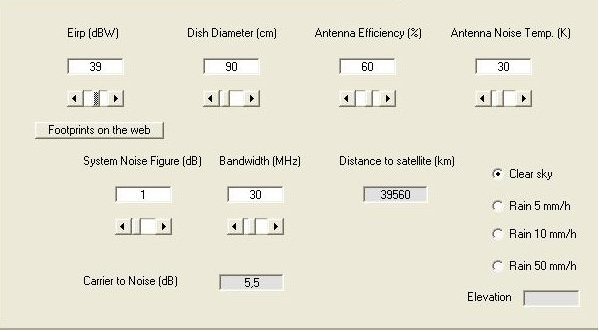 Eirp (dBW) Dish Diameter (cm) Antenna Efficiency (%) Antenna Noise Temp. (K)
39 90 60 30
Footprints on the web
System Noise Figure (dB) Bandwidth (MHz) Distance to satellite (km)
Clear sky
1 30 39560
Rain 5 mm/h
Rain 10 mm/h
Rain 50 mm/h
Carrier to Noise (dB) 5,5
Elevation